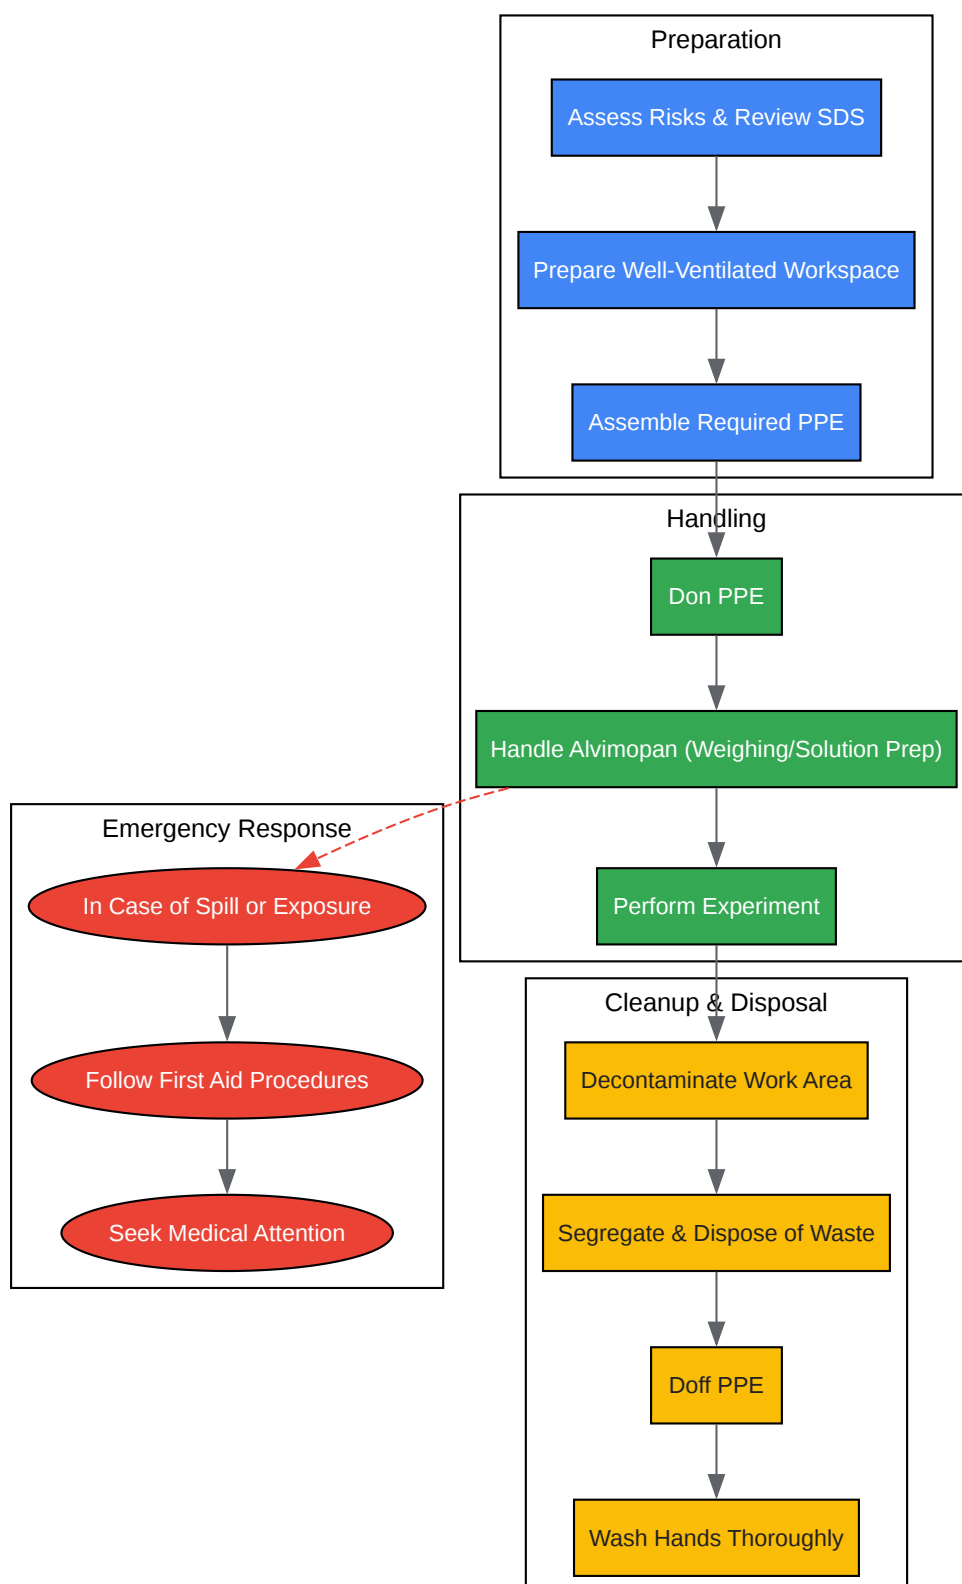 Preparation
Assess Risks & Review SDS
Prepare Well-Ventilated Workspace
Assemble Required PPE
Handling
Don PPE
Handle Alvimopan (Weighing/Solution Prep)
Perform Experiment
Emergency Response
In Case of Spill or Exposure
Follow First Aid Procedures
Seek Medical Attention
Cleanup & Disposal
Decontaminate Work Area
Segregate & Dispose of Waste
Doff PPE
Wash Hands Thoroughly